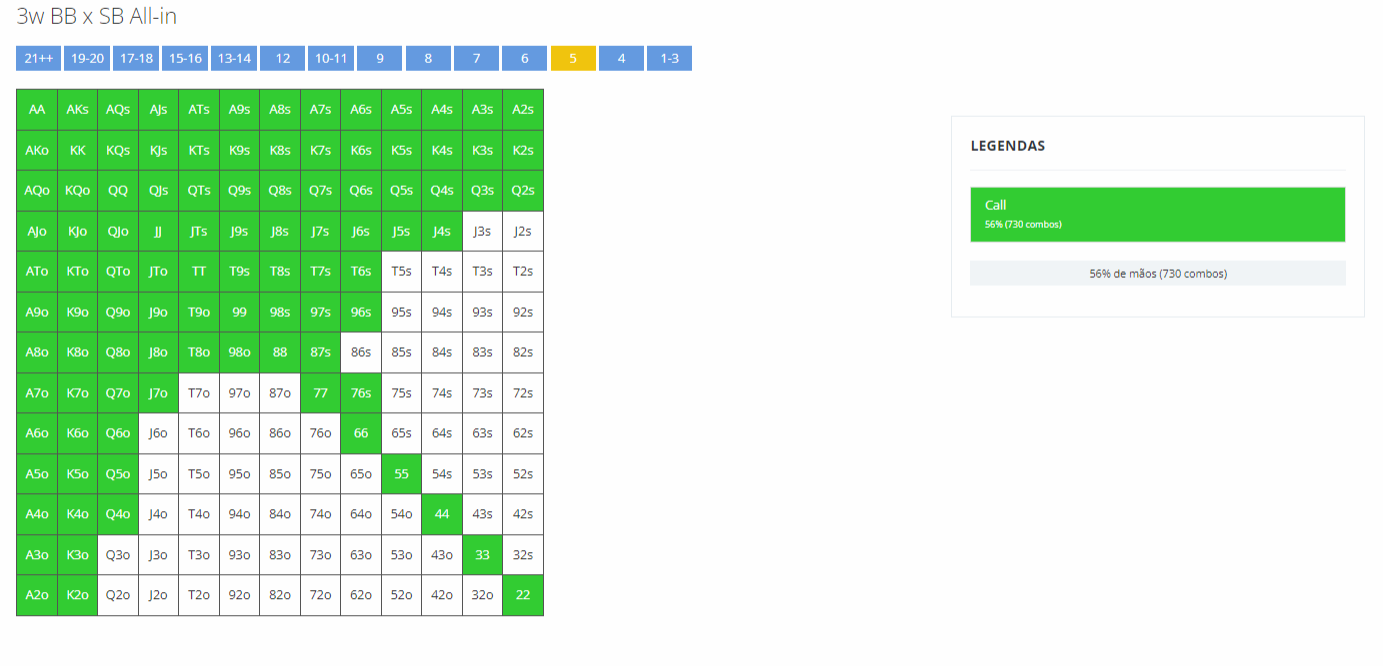 3w BB x SB All-in
21++ 19-20 17-18 15-16 13-14 12 10-11 9 8 7 6 5 4 1-3
AA AKs AQs AJs ATs A9s A8s A7s A6s A5s A4s A3s A2s
AKo KK KQs KJs KTs K9s K8s K7s K6s K5s K4s K3s K2s
AQo KQo QQ QJs QTs Q9s Q8s Q7s Q6s Q5s Q4s Q3s Q2s
AJo KJo QJo JJ JTs J9s J8s J7s J6s J5s J4s J3s J2s
ATo KTo QTo JTo TT T9s T8s T7s T6s T5s T4s T3s T2s
A9o K9o Q9o J9o T9o 99 98s 97s 96s 95s 94s 93s 92s
A8o K8o Q8o J8o T8o 98o 88 87s 86s 85s 84s 83s 82s
A7o K7o Q7o J7o T7o 97o 87o 77 76s 75s 74s 73s 72s
A6o K6o Q6o J6o T6o 96o 86o 76o 66 65s 64s 63s 62s
A5o K5o Q5o J5o T5o 95o 85o 75o 65o 55 54s 53s 52s
A4o K4o Q4o J4o T4o 94o 84o 74o 64o 54o 44 43s 42s
A3o K3o Q3o J3o T3o 93o 83o 73o 63o 53o 43o 33 32s
A2o K2o Q2o J2o T2o 92o 82o 72o 62o 52o 42o 32o 22
LEGENDAS
Call
56% (730 combos)
56% de mãos (730 combos)